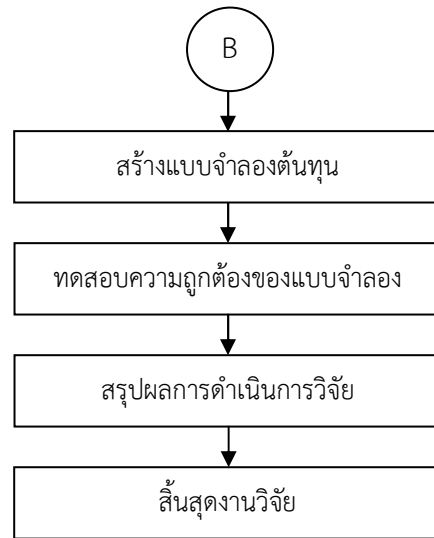 B
สร้างแบบจำลองต้นทุน
ทดสอบความถูกต้องของแบบจำลอง
สรุปผลการดำเนินการวิจัย
สิ้นสุดงานวิจัย